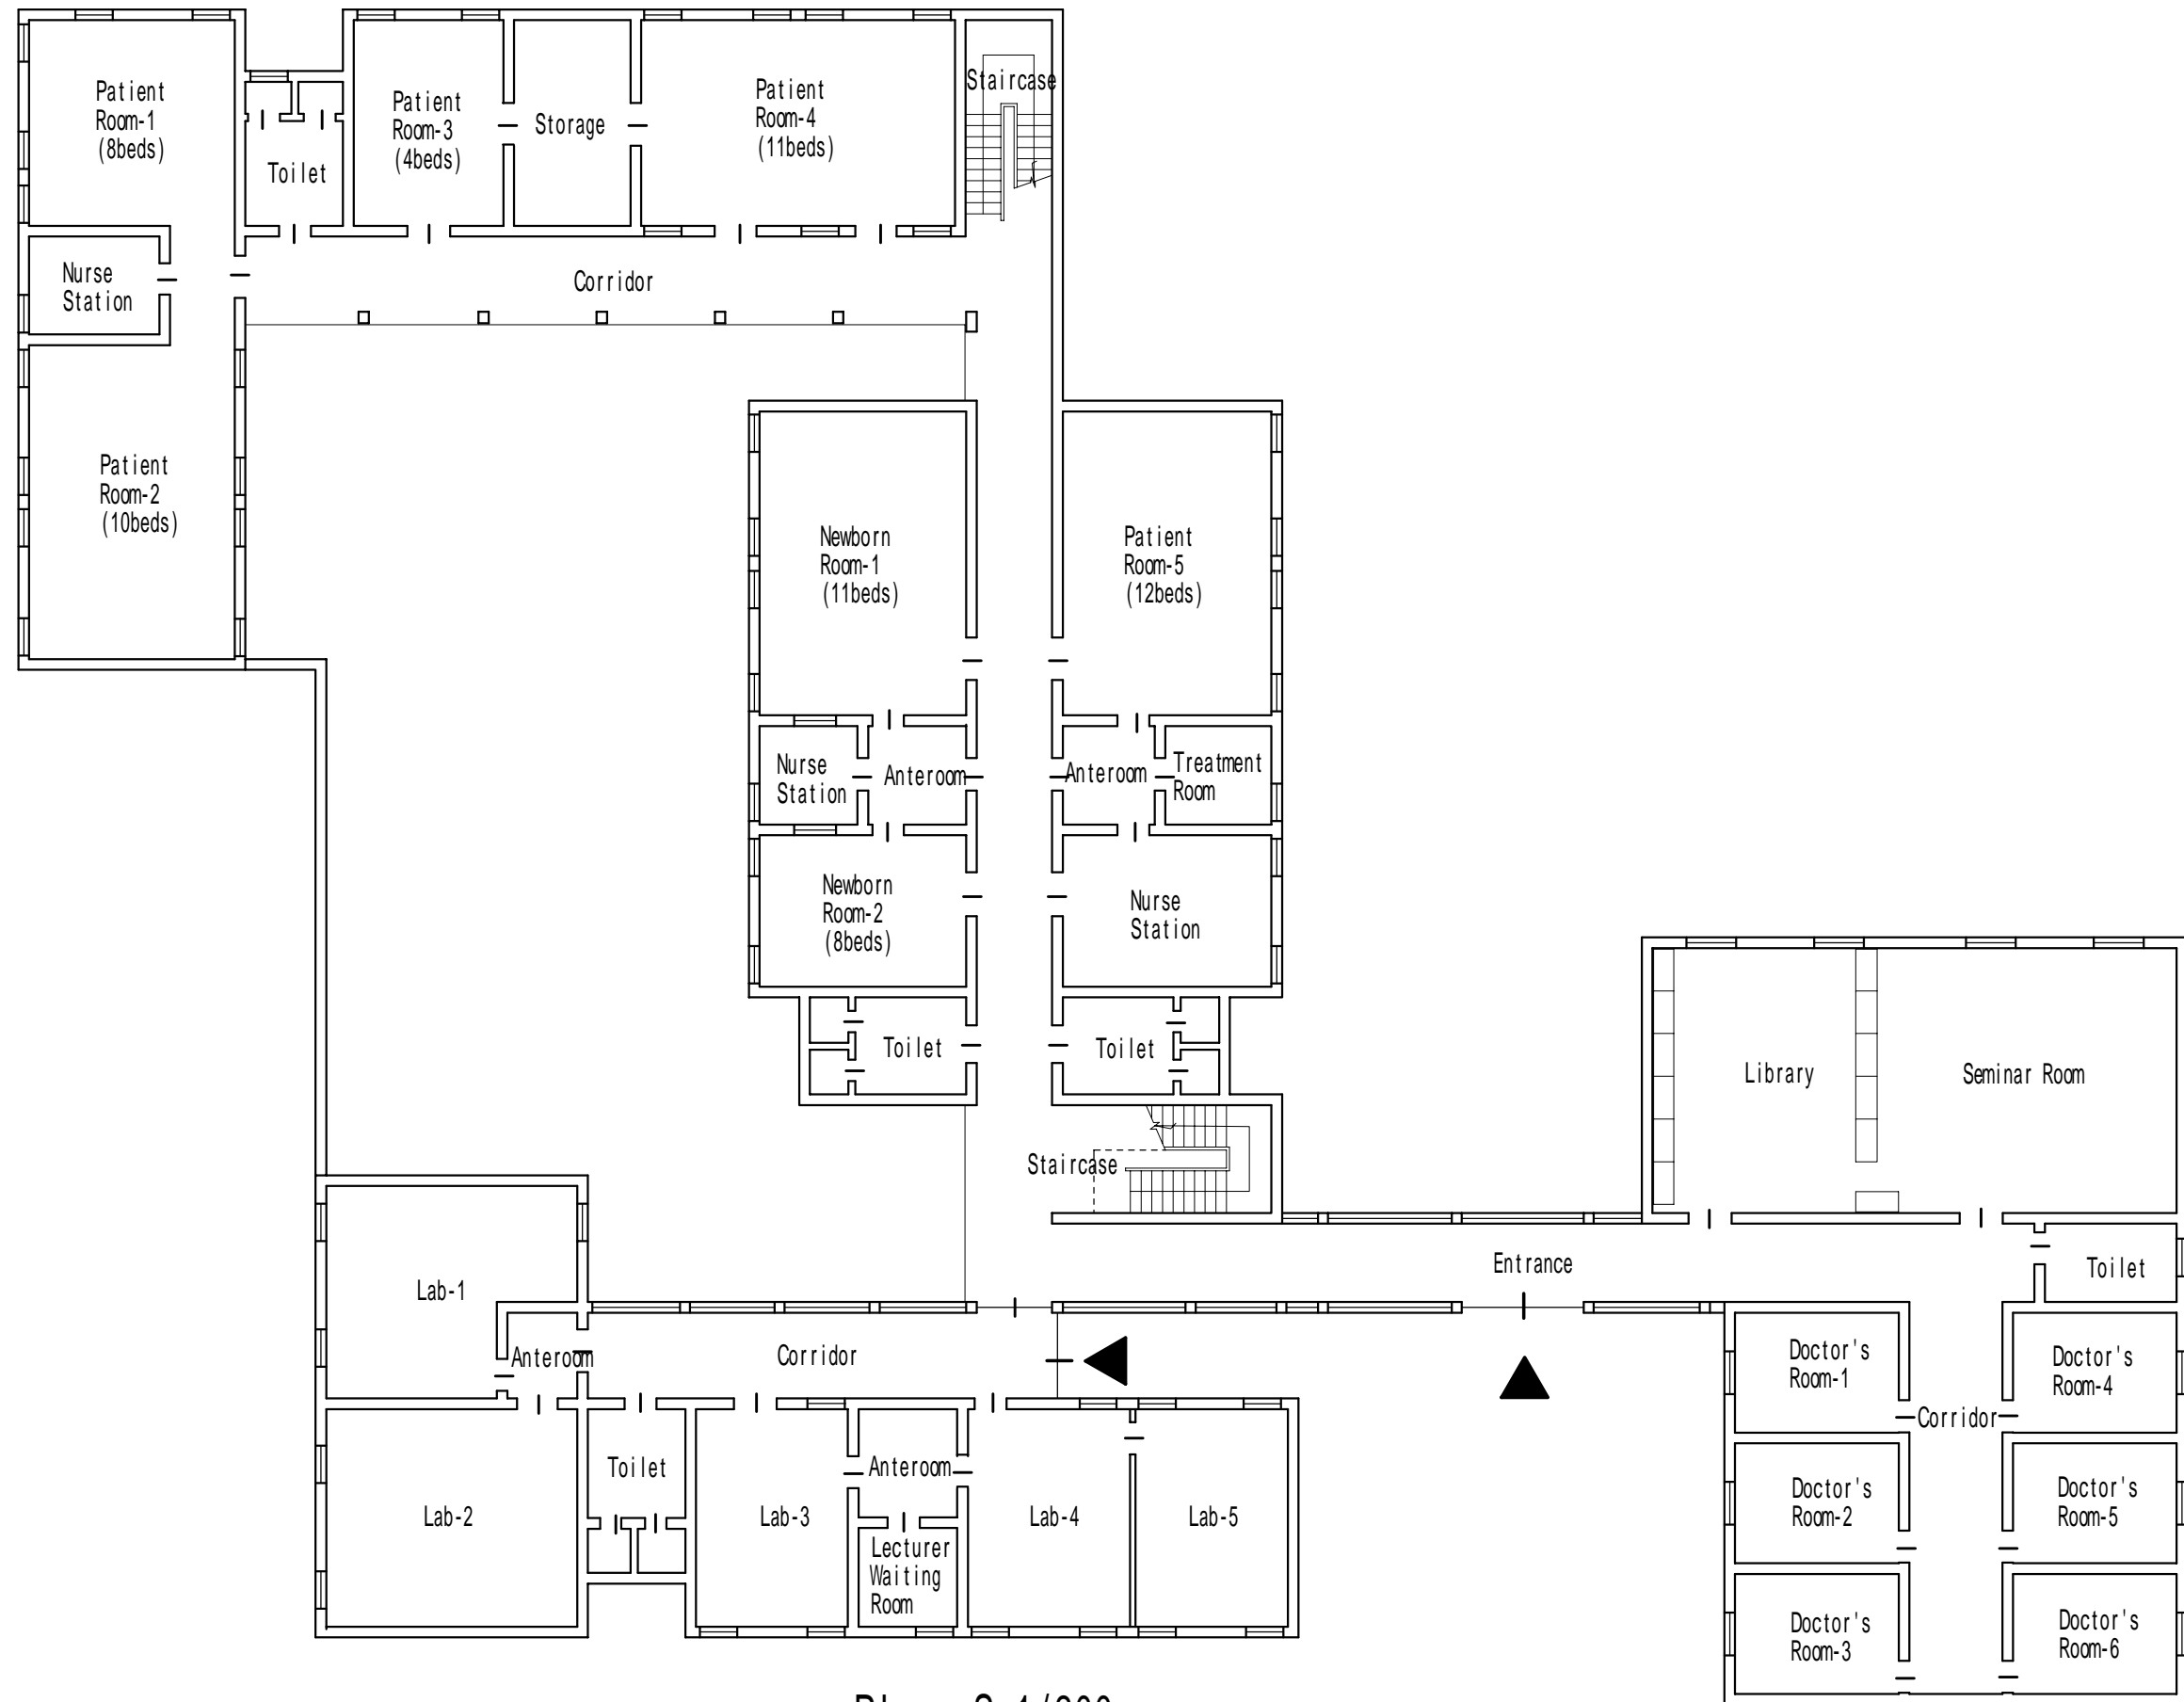 Patient
Room-1
(8beds)
Toilet
Patient
Room-3
(4beds)
Storage
Patient
Room-4
(11beds)
Staircase
Nurse
Station
Corridor
Patient
Room-2
(10beds)
Newborn
Room-1
(11beds)
Patient
Room-5
(12beds)
Nurse
Station
Anteroom
Anteroom
Treatment
Room
Newborn
Room-2
(8beds)
Nurse
Station
Toilet
Toilet
Library
Seminar Room
Staircase
Entrance
Toilet
Lab-1
Anteroom
Corridor
Doctor's
Room-1
Doctor's
Room-4
Corridor
Toilet
Anteroom
Lab-2
Lab-3
Lecturer
Waiting
Room
Lab-4
Lab-5
Doctor's
Room-2
Doctor's
Room-5
Doctor's
Room-3
Doctor's
Room-6